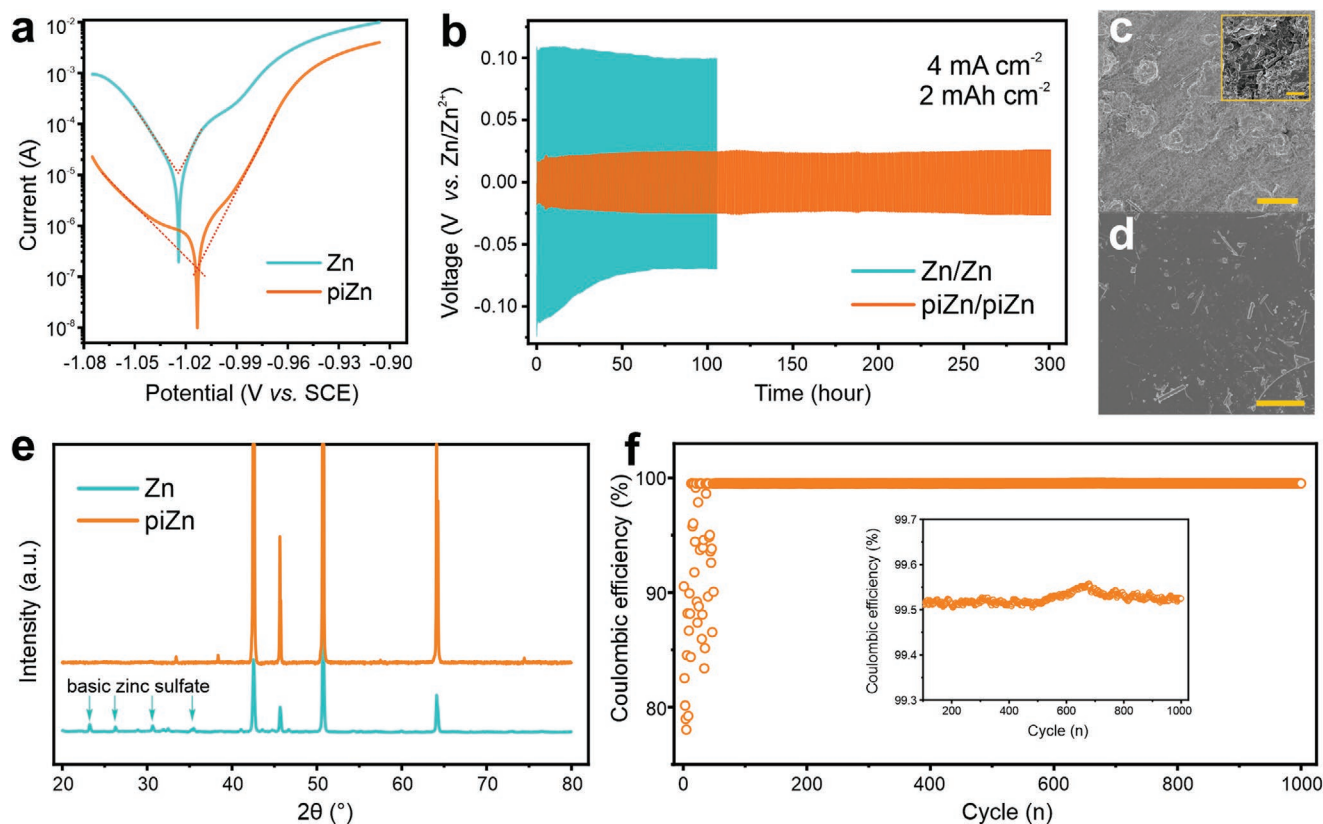 a
10⁻²
10⁻³
10⁻⁴
10⁻⁵
10⁻⁶
10⁻⁷
10⁻⁸
Current (A)
Zn
piZn
-1.08 -1.05 -1.02 -0.99 -0.96 -0.93 -0.90
Potential (V vs. SCE)
b
0.10
0.05
0.00
-0.05
-0.10
Voltage (V vs. Zn/Zn²⁺)
4 mA cm⁻²
2 mAh cm⁻²
Zn/Zn
piZn/piZn
0 50 100 150 200 250 300
Time (hour)
c
d
e
Zn
piZn
Intensity (a.u.)
basic zinc sulfate
20 30 40 50 60 70 80
2θ (°)
f
100
90
80
Coulombic efficiency (%)
99.7
99.6
99.5
99.4
99.3
Coulombic efficiency (%)
200 400 600 800 1000
Cycle (n)
0 200 400 600 800 1000
Cycle (n)